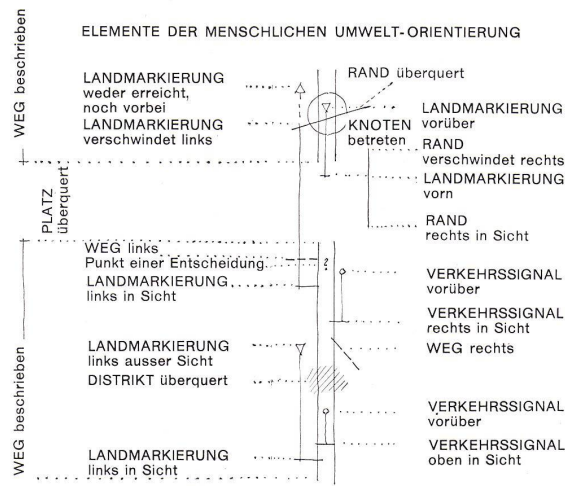 ELEMENTE DER MENSCHLICHEN UMWELT-ORIENTIERUNG
WEG beschrieben
LANDMARKIERUNG
weder erreicht,
noch vorbei
LANDMARKIERUNG
verschwindet links
RAND überquert
KNOTEN
betreten
LANDMARKIERUNG
vorüber
RAND
verschwindet rechts
LANDMARKIERUNG
vorn
RAND
rechts in Sicht
PLATZ
überquert
WEG links
Punkt einer Entscheidung
?
LANDMARKIERUNG
links in Sicht
VERKEHRSSIGNAL
vorüber
VERKEHRSSIGNAL
rechts in Sicht
WEG beschrieben
LANDMARKIERUNG
links ausser Sicht
DISTRIKT überquert
WEG rechts
VERKEHRSSIGNAL
vorüber
LANDMARKIERUNG
links in Sicht
VERKEHRSSIGNAL
oben in Sicht